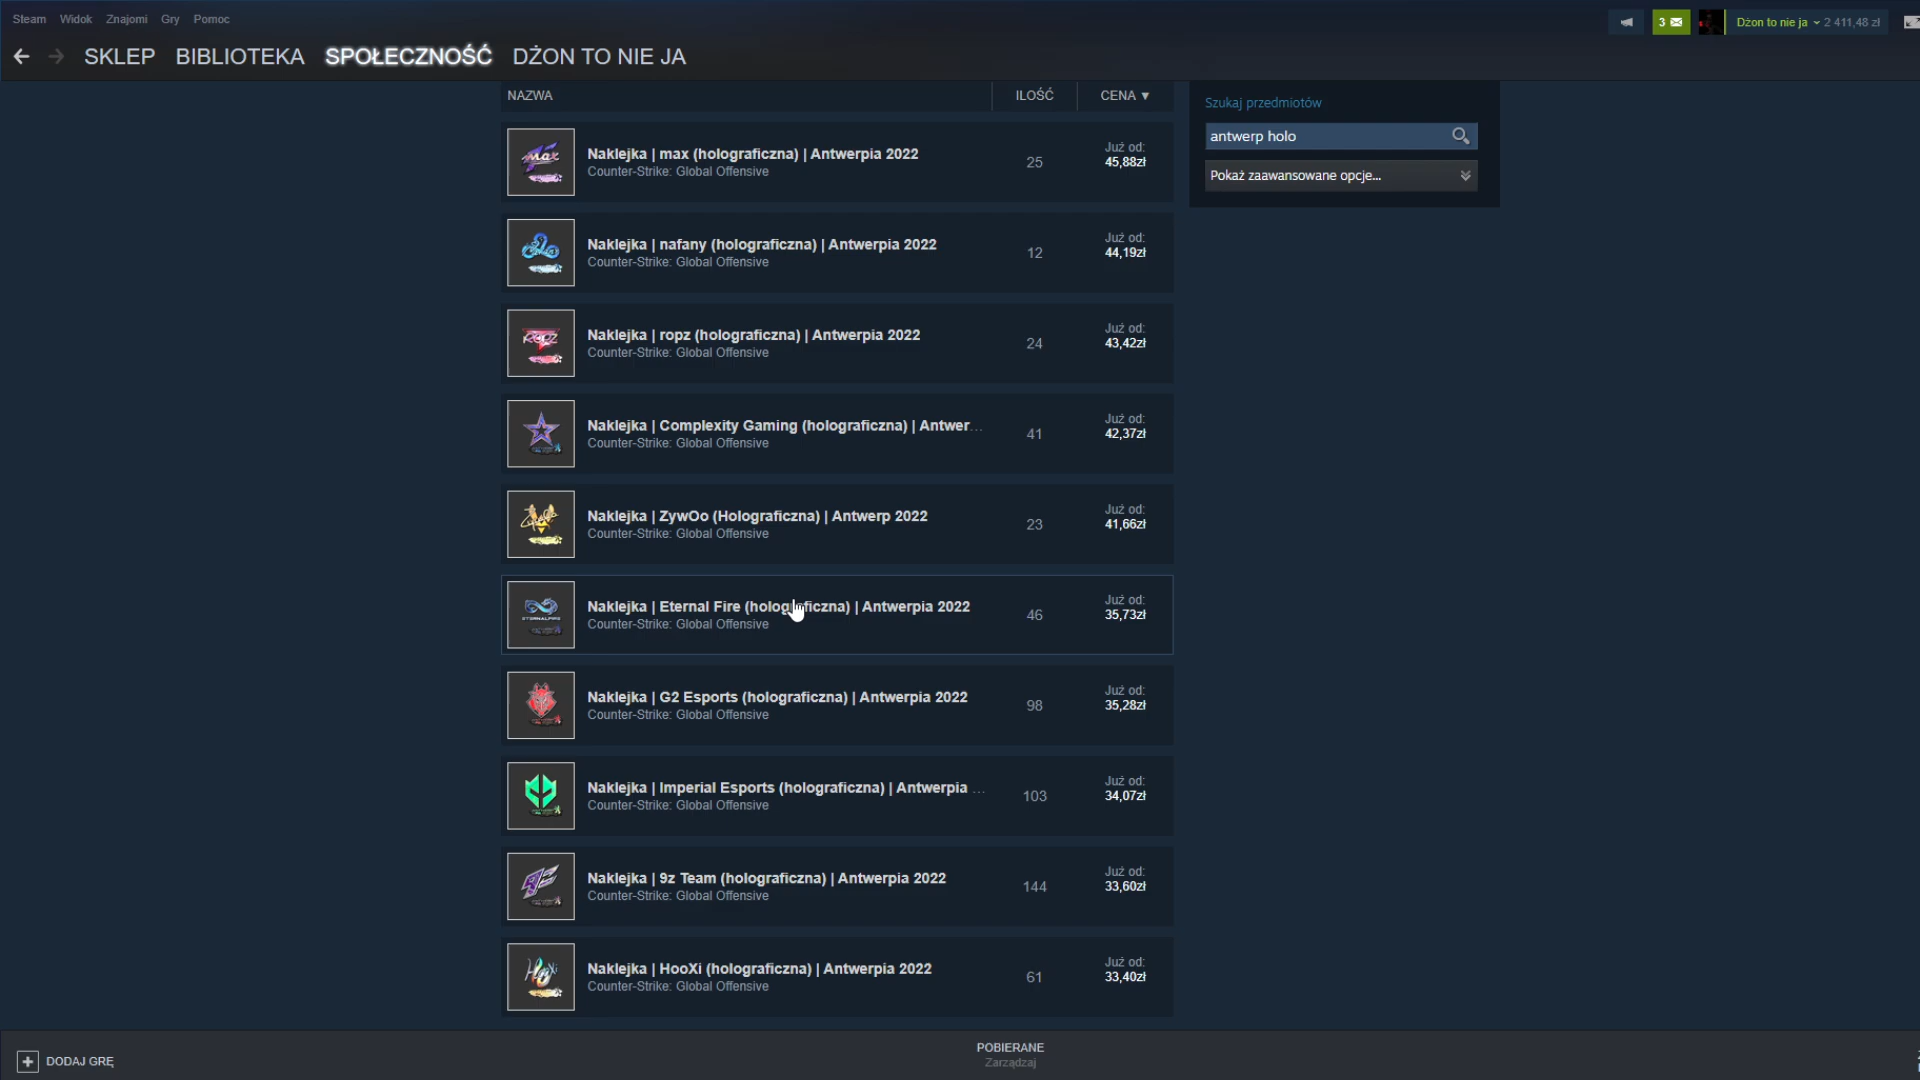 Steam Widok Znajomi Gry Pomoc
3
Dżon to nie ja 2 411,48 zł
SKLEP BIBLIOTEKA SPOŁECZNOŚĆ DŻON TO NIE JA
NAZWA ILOŚĆ CENA ▼
Szukaj przedmiotów
antwerp holo
Pokaż zaawansowane opcje...
Naklejka | max (holograficzna) | Antwerpia 2022
Counter-Strike: Global Offensive
25
Już od:
45,88zł
Naklejka | nafany (holograficzna) | Antwerpia 2022
Counter-Strike: Global Offensive
12
Już od:
44,19zł
Naklejka | ropz (holograficzna) | Antwerpia 2022
Counter-Strike: Global Offensive
24
Już od:
43,42zł
Naklejka | Complexity Gaming (holograficzna) | Antwer...
Counter-Strike: Global Offensive
41
Już od:
42,37zł
Naklejka | ZywOo (Holograficzna) | Antwerp 2022
Counter-Strike: Global Offensive
23
Już od:
41,66zł
Naklejka | Eternal Fire (holograficzna) | Antwerpia 2022
Counter-Strike: Global Offensive
46
Już od:
35,73zł
Naklejka | G2 Esports (holograficzna) | Antwerpia 2022
Counter-Strike: Global Offensive
98
Już od:
35,28zł
Naklejka | Imperial Esports (holograficzna) | Antwerpia ...
Counter-Strike: Global Offensive
103
Już od:
34,07zł
Naklejka | 9z Team (holograficzna) | Antwerpia 2022
Counter-Strike: Global Offensive
144
Już od:
33,60zł
Naklejka | HooXi (holograficzna) | Antwerpia 2022
Counter-Strike: Global Offensive
61
Już od:
33,40zł
DODAJ GRĘ
POBIERANE
Zarządzaj